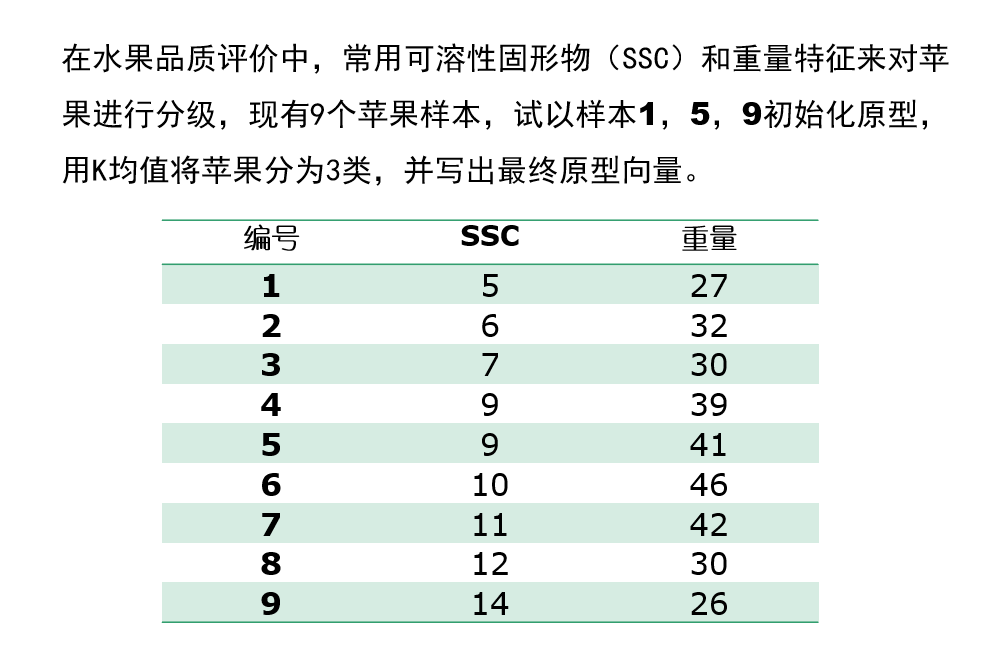 在水果品质评价中，常用可溶性固形物（SSC）和重量特征来对苹
果进行分级，现有9个苹果样本，试以样本1，5，9初始化原型，
用K均值将苹果分为3类，并写出最终原型向量。
编号 SSC 重量
1 5 27
2 6 32
3 7 30
4 9 39
5 9 41
6 10 46
7 11 42
8 12 30
9 14 26